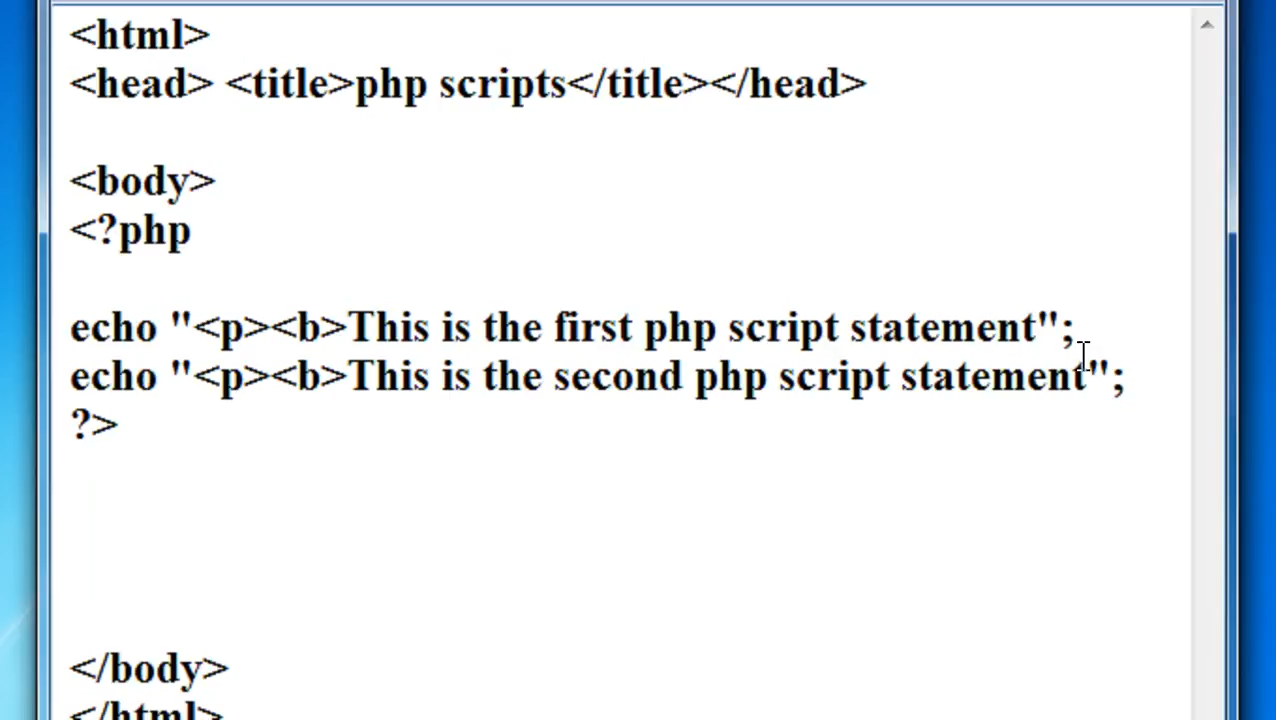 <html>
<head> <title>php scripts</title></head>
<body>
<?php
echo "<p><b>This is the first php script statement";
echo "<p><b>This is the second php script statement";
?>
</body>
</html>